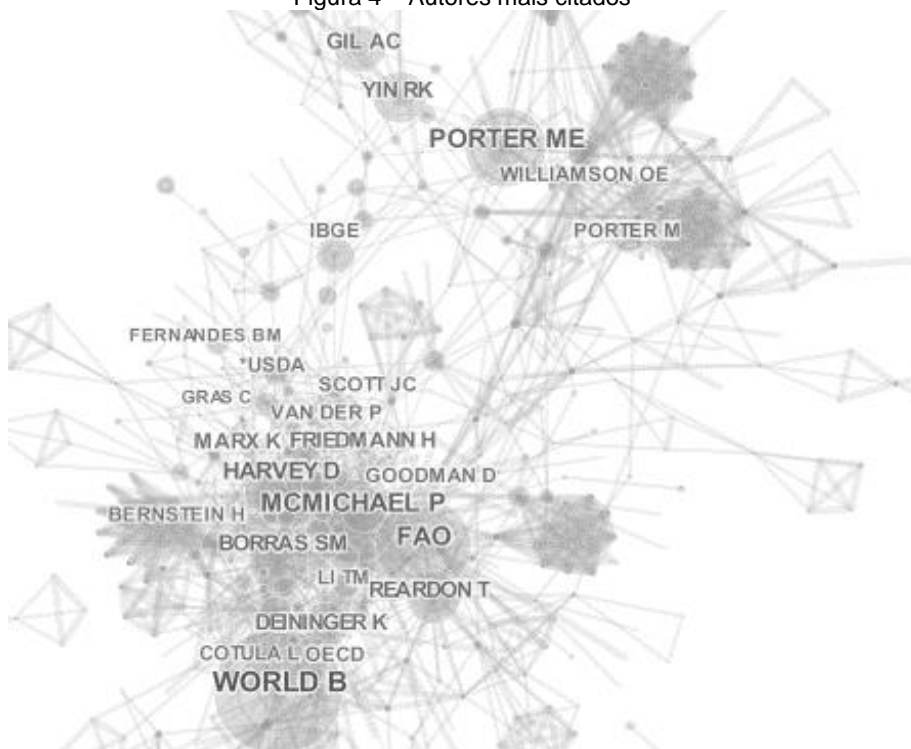 Figura 4 – Autores mais citados
GIL AC
YIN RK
PORTER ME
WILLIAMSON OE
IBGE
PORTER M
FERNANDES BM
*USDA
SCOTT JC
GRAS C
VAN DER P
MARX K FRIEDMANN H
HARVEY D
GOODMAN D
MCMICHAEL P
BERNSTEIN H
FAO
BORRAS SM
LI TM
REARDON T
DEININGER K
COTULA L OECD
WORLD B